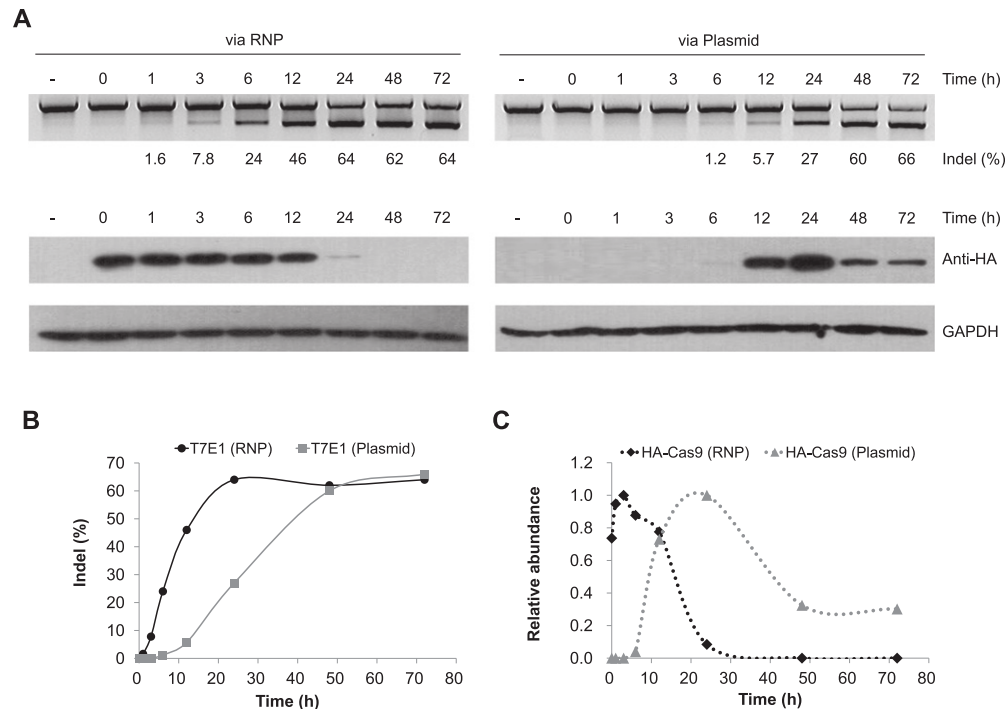 A
via RNP
via Plasmid
- 0 1 3 6 12 24 48 72
- 0 1 3 6 12 24 48 72 Time (h)
1.6 7.8 24 46 64 62 64
1.2 5.7 27 60 66 Indel (%)
- 0 1 3 6 12 24 48 72
- 0 1 3 6 12 24 48 72 Time (h)
Anti-HA
GAPDH
B
T7E1 (RNP) T7E1 (Plasmid)
70
60
50
40
30
20
10
0
Indel (%)
0 10 20 30 40 50 60 70 80
Time (h)
C
HA-Cas9 (RNP) HA-Cas9 (Plasmid)
1.2
1.0
0.8
0.6
0.4
0.2
0.0
Relative abundance
0 10 20 30 40 50 60 70 80
Time (h)